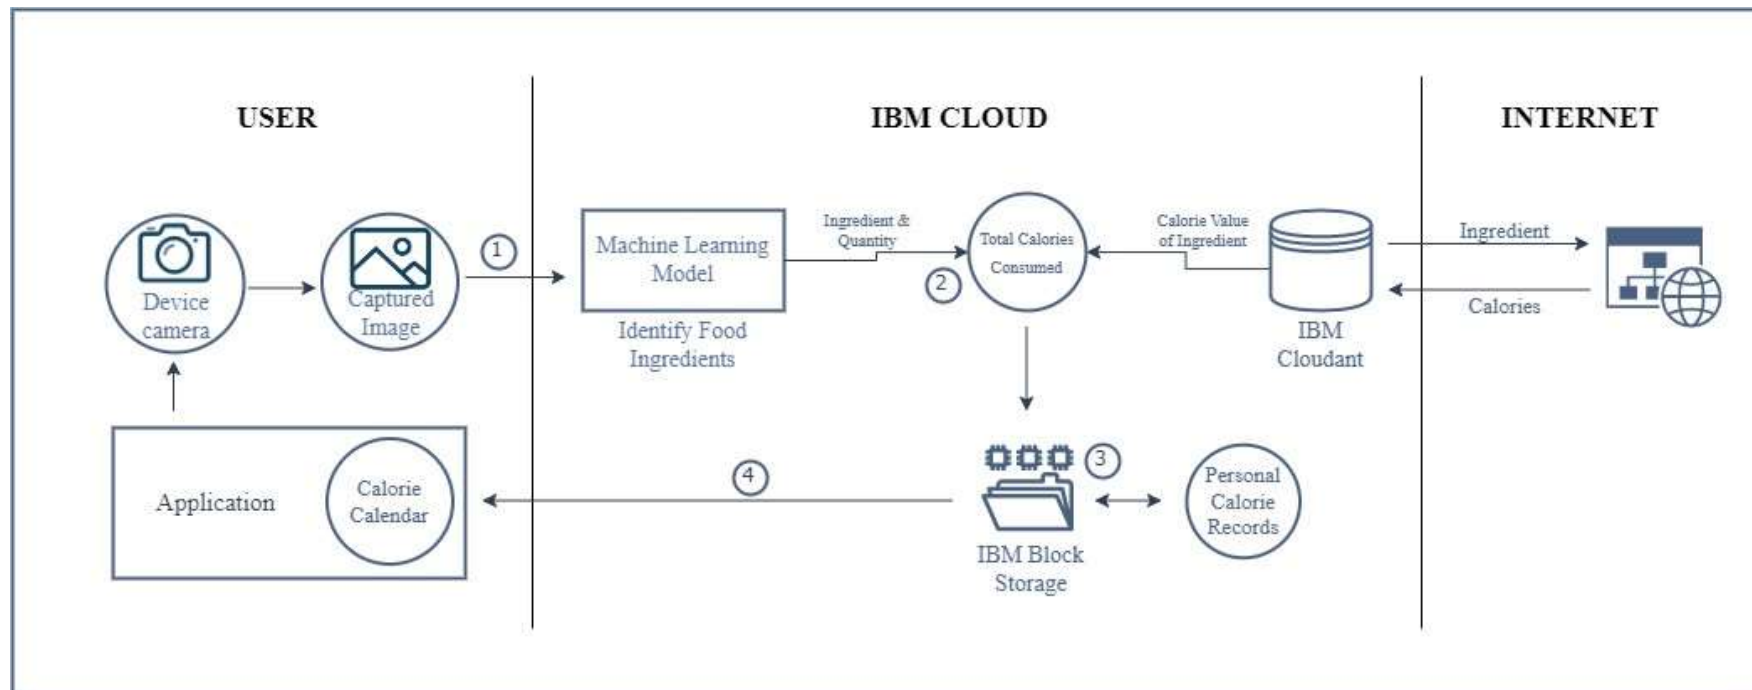 USER
IBM CLOUD
INTERNET
Device
camera
Captured
Image
1
Machine Learning
Model
Identify Food
Ingredients
Ingredient &
Quantity
2
Total Calories
Consumed
Calorie Value
of Ingredient
IBM
Cloudant
Ingredient
Calories
Application
Calorie
Calendar
4
3
IBM Block
Storage
Personal
Calorie
Records